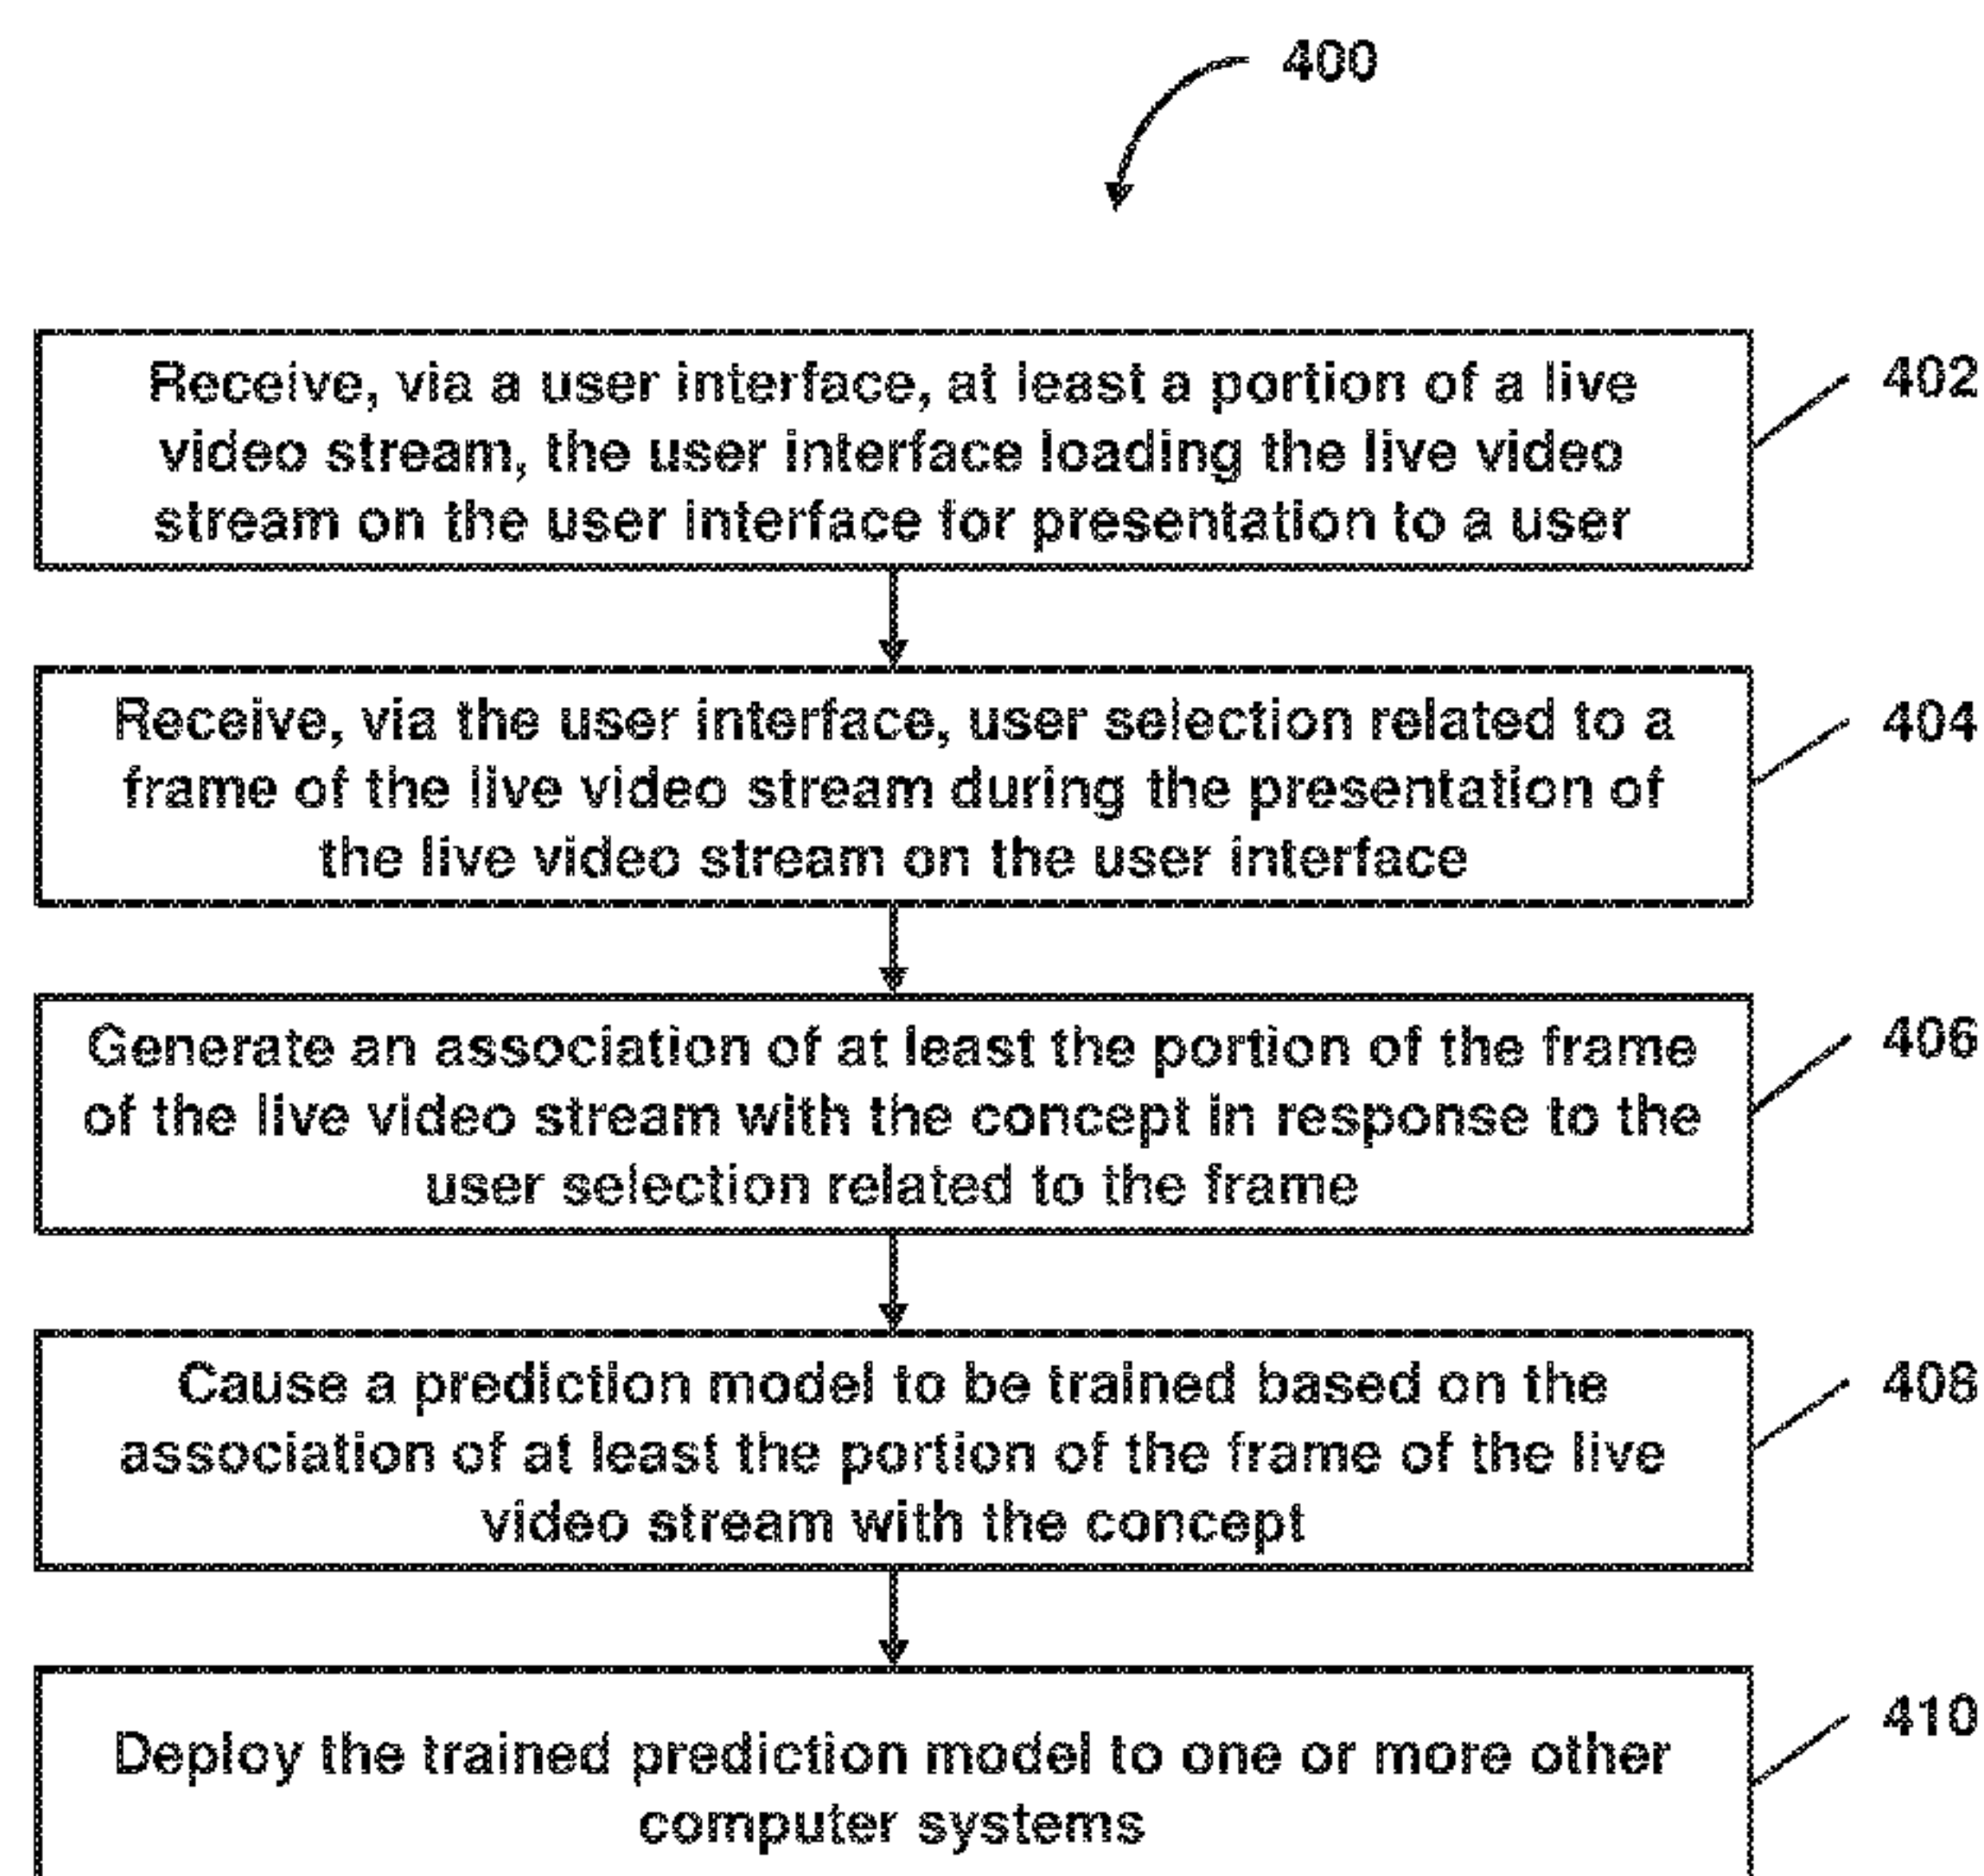 400
Receive, via a user interface, at least a portion of a live
video stream, the user interface loading the live video
stream on the user interface for presentation to a user
402
Receive, via the user interface, user selection related to a
frame of the live video stream during the presentation of
the live video stream on the user interface
404
Generate an association of at least the portion of the frame
of the live video stream with the concept in response to the
user selection related to the frame
406
Cause a prediction model to be trained based on the
association of at least the portion of the frame of the live
video stream with the concept
408
Deploy the trained prediction model to one or more other
computer systems
410